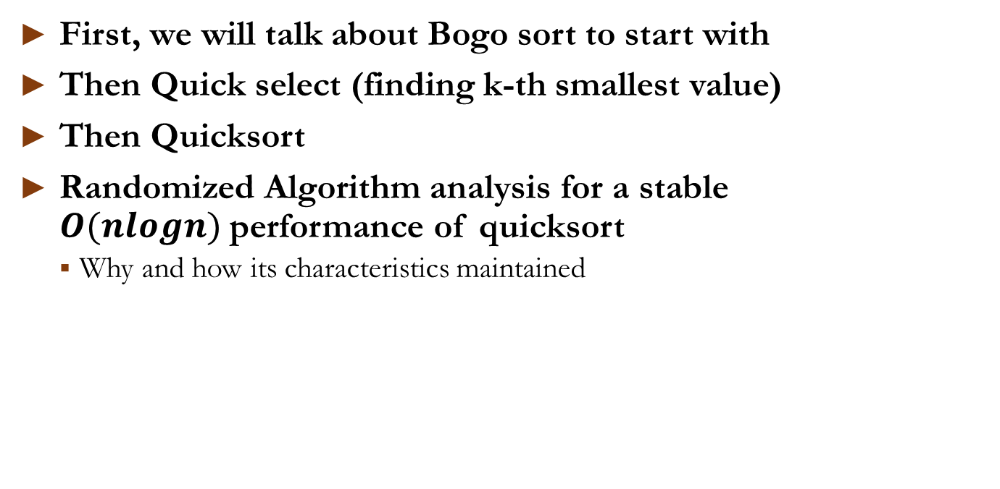 ► First, we will talk about Bogo sort to start with
► Then Quick select (finding k-th smallest value)
► Then Quicksort
► Randomized Algorithm analysis for a stable
O(nlogn) performance of quicksort
▪ Why and how its characteristics maintained